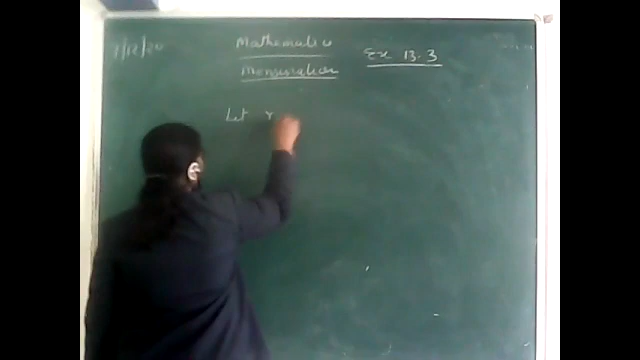 Mathematics
Ex 13.3
Mensuration
Let r